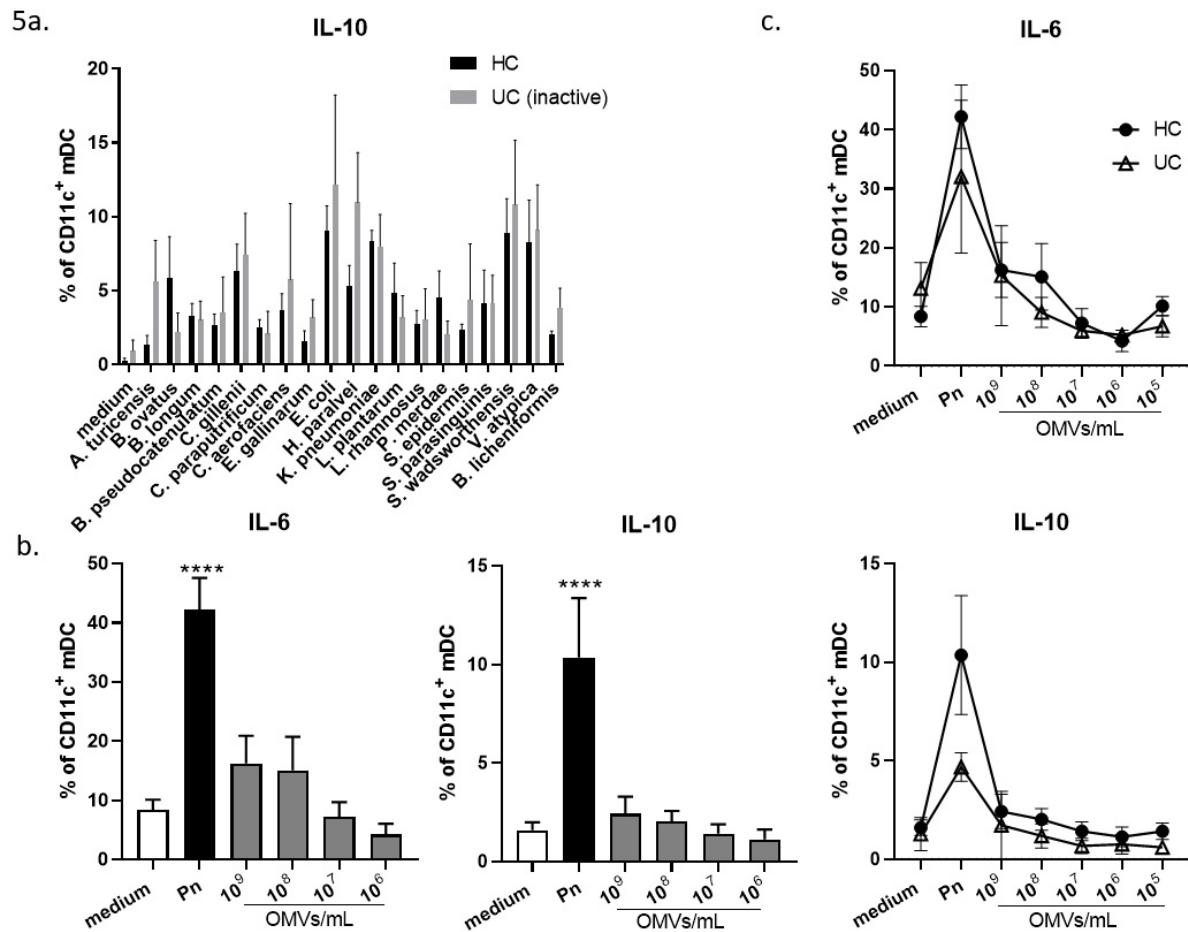 5a.
IL-10
HC
UC (inactive)
% of CD11c+ mDC
20
15
10
5
0
medium
A. turicensis
B. ovatus
B. longum
B. pseudocatenulatum
C. gillenii
C. paraputrificum
C. aerofaciens
E. gallinarum
E. coli
H. paralvei
K. pneumoniae
L. plantarum
L. rhamnosus
P. merdae
S. epidermis
S. parasinguinis
S. wadsworthensis
V. atypica
B. licheniformis
c.
IL-6
HC
UC
% of CD11c+ mDC
50
40
30
20
10
0
medium
Pn
10^9
10^8
10^7
10^6
10^5
OMVs/mL
b.
IL-6
% of CD11c+ mDC
50
40
30
20
10
0
****
medium
Pn
10^9
10^8
10^7
10^6
OMVs/mL
IL-10
% of CD11c+ mDC
15
10
5
0
****
medium
Pn
10^9
10^8
10^7
10^6
OMVs/mL
IL-10
% of CD11c+ mDC
15
10
5
0
medium
Pn
10^9
10^8
10^7
10^6
10^5
OMVs/mL